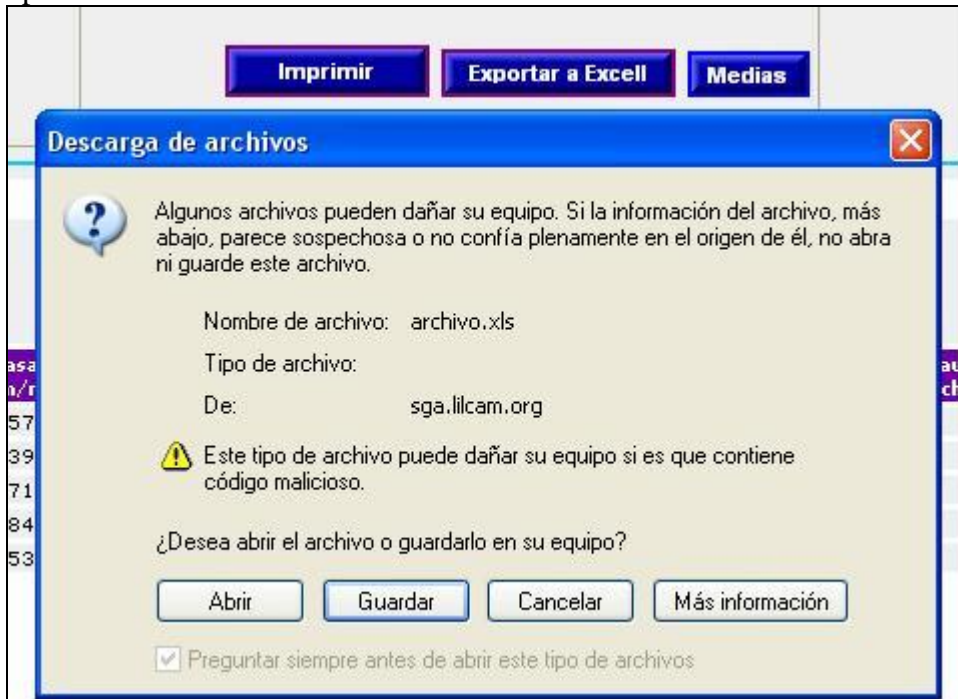 Imprimir
Exportar a Excell
Medias
Descarga de archivos
Algunos archivos pueden dañar su equipo. Si la información del archivo, más
abajo, parece sospechosa o no confía plenamente en el origen de él, no abra
ni guarde este archivo.
Nombre de archivo: archivo.xls
Tipo de archivo:
De: sga.lilcam.org
Este tipo de archivo puede dañar su equipo si es que contiene
código malicioso.
¿Desea abrir el archivo o guardarlo en su equipo?
Abrir
Guardar
Cancelar
Más información
Preguntar siempre antes de abrir este tipo de archivos
57
39
71
84
53